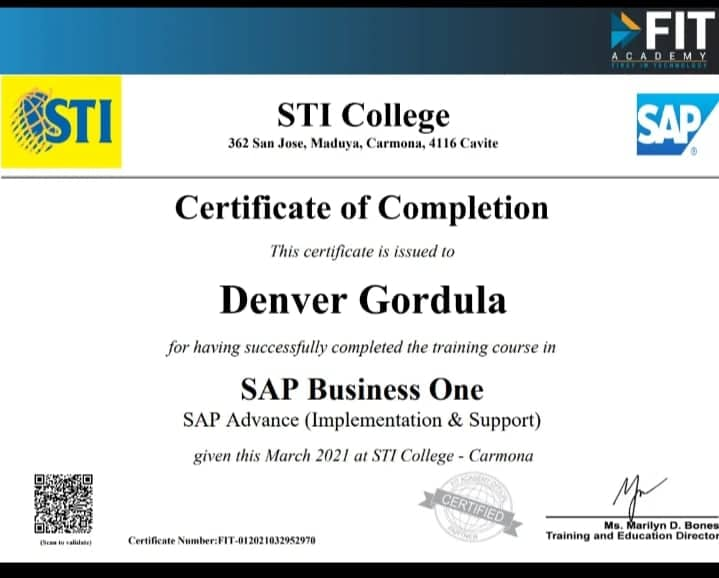 FIT
ACADEMY
FIRST IN TECHNOLOGY
STI
STI College
362 San Jose, Maduya, Carmona, 4116 Cavite
SAP
®
Certificate of Completion
This certificate is issued to
Denver Gordula
for having successfully completed the training course in
SAP Business One
SAP Advance (Implementation & Support)
given this March 2021 at STI College - Carmona
(Scan to validate)
Certificate Number:FIT-012021032952970
CERTIFIED
PARTNER
Ms. Marilyn D. Bones
Training and Education Director